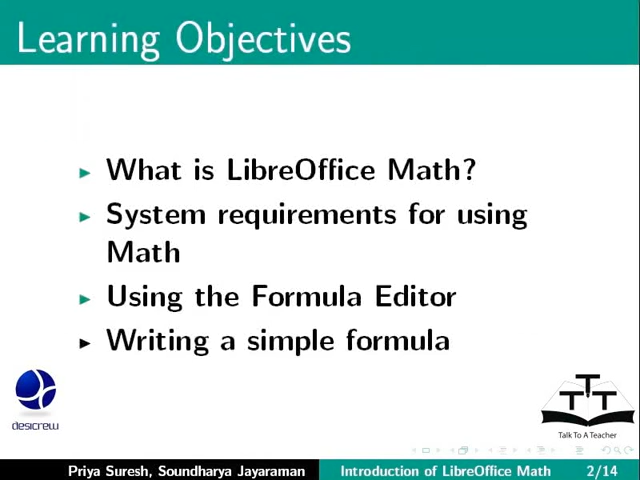 Learning Objectives
What is LibreOffice Math?
System requirements for using
Math
Using the Formula Editor
Writing a simple formula
desicrew
TTT
Talk To A Teacher
Priya Suresh, Soundharya Jayaraman Introduction of LibreOffice Math 2/14